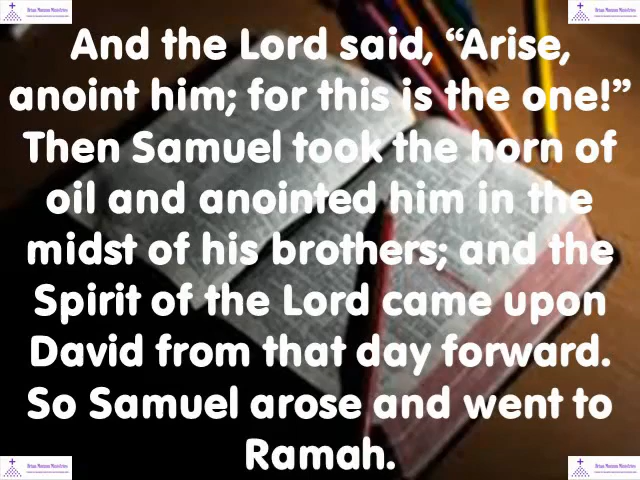 And the Lord said, “Arise,
anoint him; for this is the one!”
Then Samuel took the horn of
oil and anointed him in the
midst of his brothers; and the
Spirit of the Lord came upon
David from that day forward.
So Samuel arose and went to
Ramah.